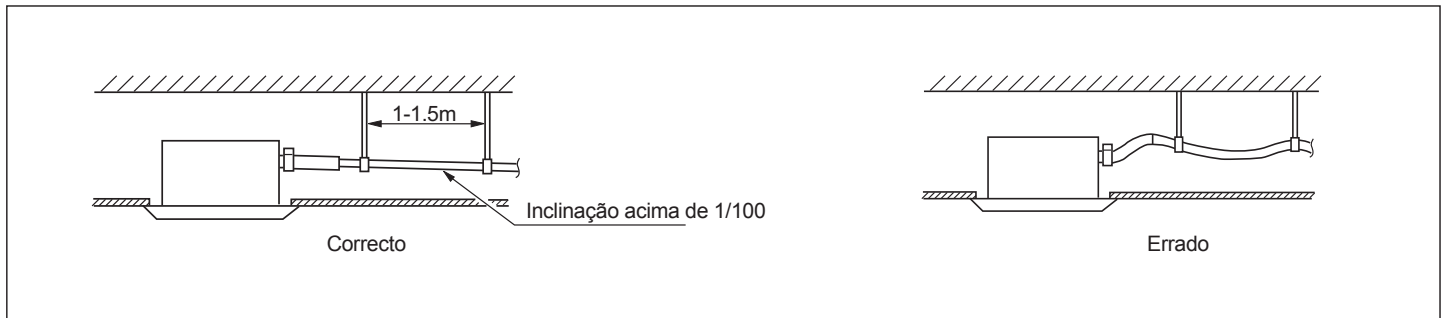 1-1.5m
Inclinação acima de 1/100
Correcto
Errado